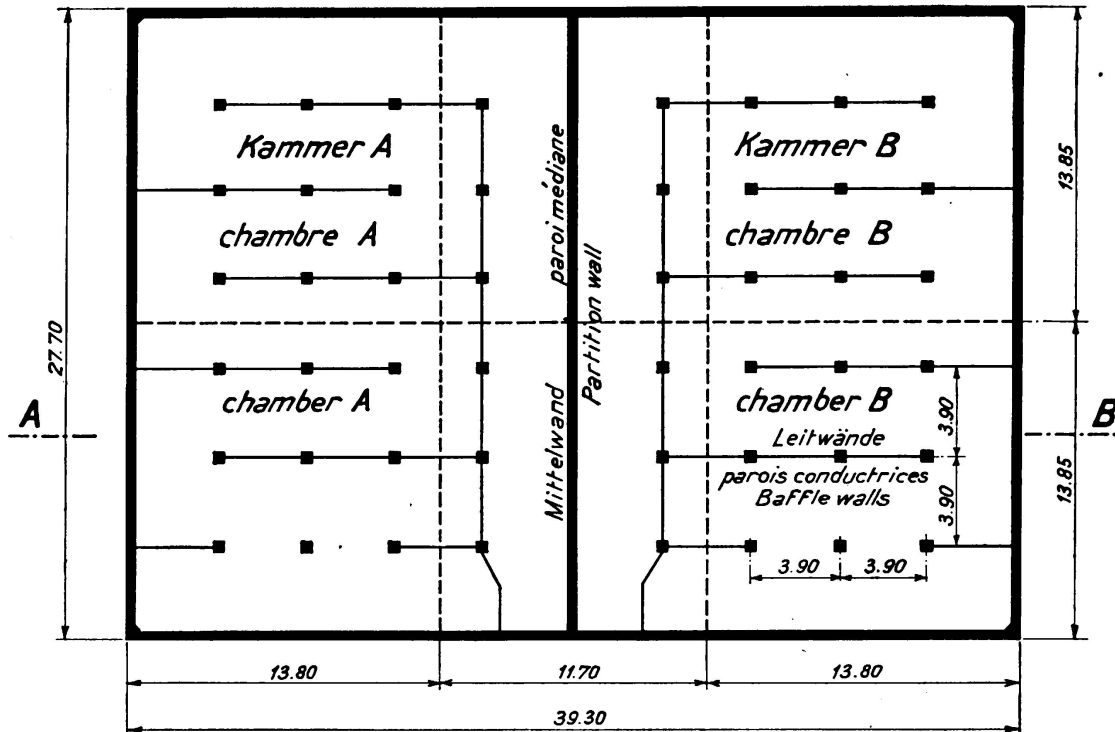 Kammer A
chambre A
chamber A
Mittelwand paroi médiane
Partition wall
Kammer B
chambre B
chamber B
Leitwände
parois conductrices
Baffle walls
A
B
27.70
13.85
13.85
3.90
3.90
3.90
3.90
13.80
11.70
13.80
39.30